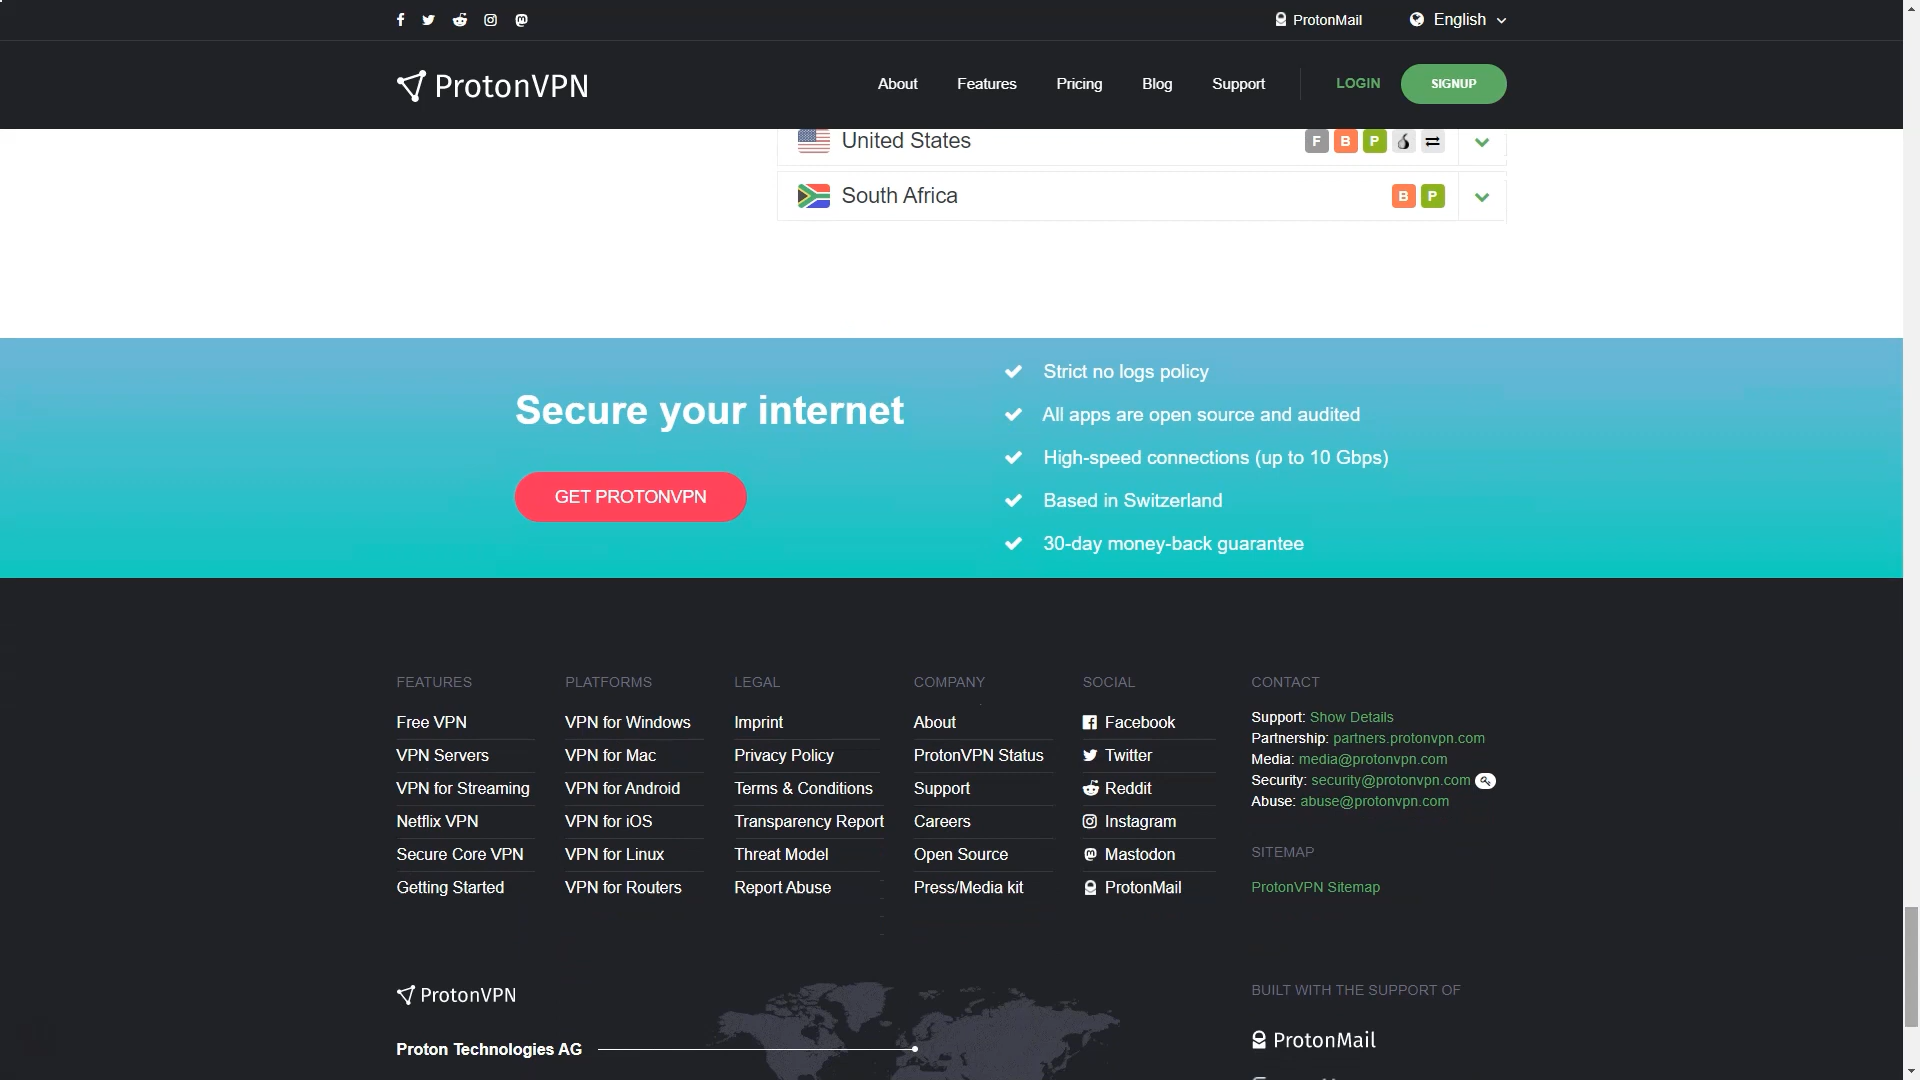 ProtonMail English
ProtonVPN About Features Pricing Blog Support LOGIN SIGNUP
United States F B P
South Africa B P
Secure your internet
GET PROTONVPN
Strict no logs policy
All apps are open source and audited
High-speed connections (up to 10 Gbps)
Based in Switzerland
30-day money-back guarantee
FEATURES
Free VPN
VPN Servers
VPN for Streaming
Netflix VPN
Secure Core VPN
Getting Started
PLATFORMS
VPN for Windows
VPN for Mac
VPN for Android
VPN for iOS
VPN for Linux
VPN for Routers
LEGAL
Imprint
Privacy Policy
Terms & Conditions
Transparency Report
Threat Model
Report Abuse
COMPANY
About
ProtonVPN Status
Support
Careers
Open Source
Press/Media kit
SOCIAL
Facebook
Twitter
Reddit
Instagram
Mastodon
ProtonMail
CONTACT
Support: Show Details
Partnership: partners.protonvpn.com
Media: media@protonvpn.com
Security: security@protonvpn.com
Abuse: abuse@protonvpn.com
SITEMAP
ProtonVPN Sitemap
ProtonVPN
Proton Technologies AG
BUILT WITH THE SUPPORT OF
ProtonMail